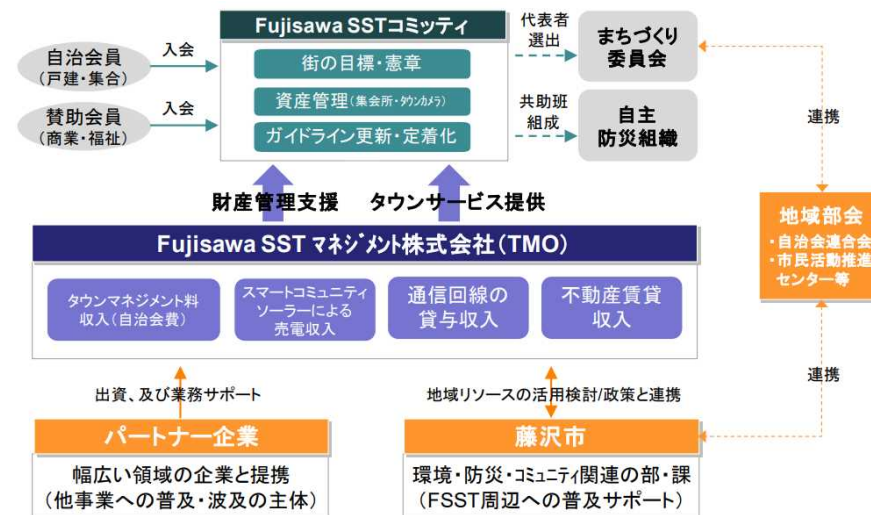 Fujisawa SSTコミッティ
街の目標・憲章
資産管理(集会所・タウンカメラ)
ガイドライン更新・定着化
自治会員
(戸建・集合)
入会
賛助会員
(商業・福祉)
入会
代表者
選出
まちづくり
委員会
共助班
組成
自主
防災組織
連携
財産管理支援
タウンサービス提供
地域部会
・自治会連合会
・市民活動推進
センター等
Fujisawa SST マネジメント株式会社(TMO)
タウンマネジメント料
収入(自治会費)
スマートコミュニティ
ソーラーによる
売電収入
通信回線の
貸与収入
不動産賃貸
収入
出資、及び業務サポート
地域リソースの活用検討/政策と連携
連携
パートナー企業
幅広い領域の企業と提携
(他事業への普及・波及の主体)
藤沢市
環境・防災・コミュニティ関連の部・課
(FSST周辺への普及サポート)